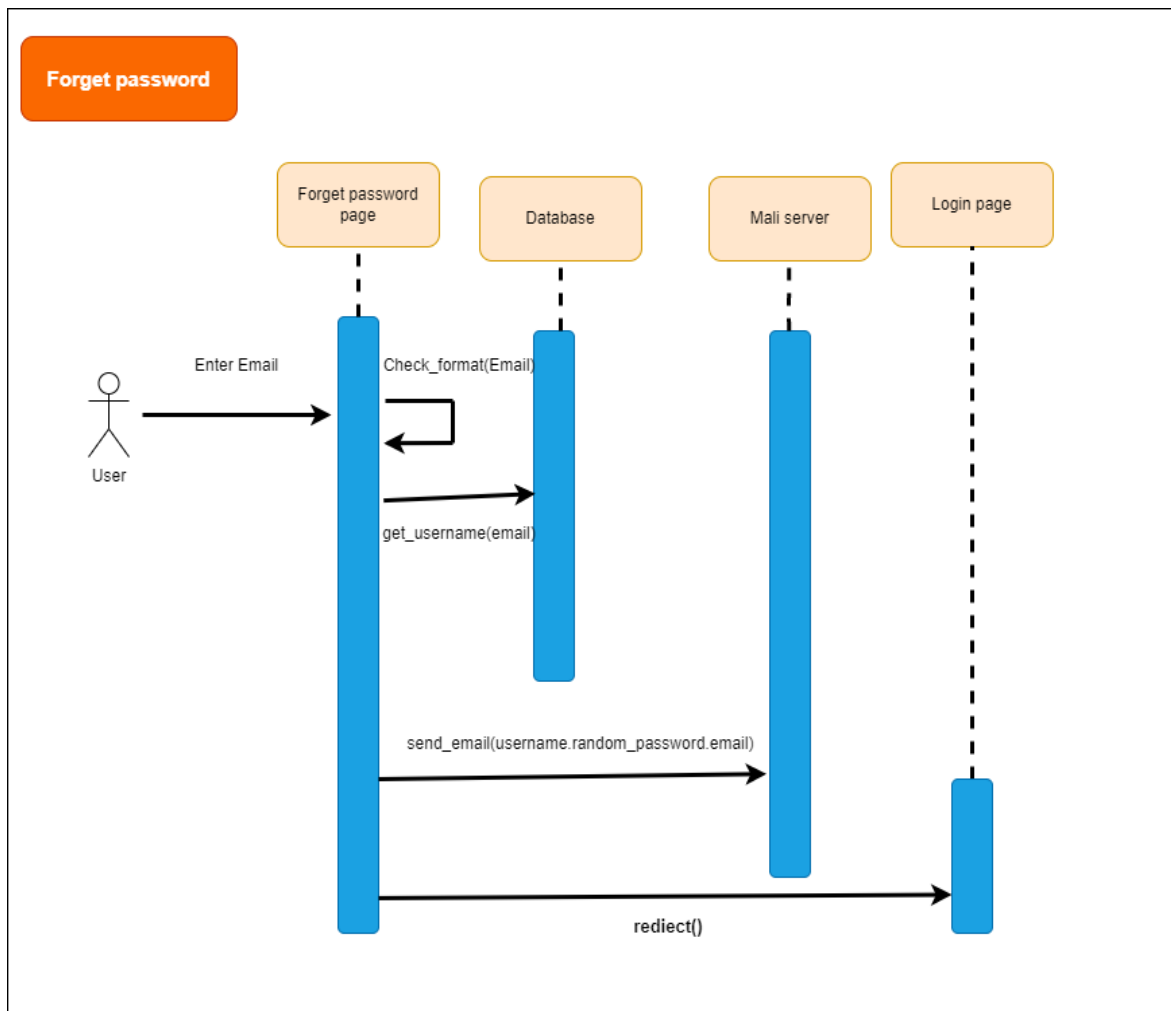 Forget password
Forget password
page
Database
Mali server
Login page
Enter Email
Check_format(Email)
User
get_username(email)
send_email(username.random_password.email)
rediect()